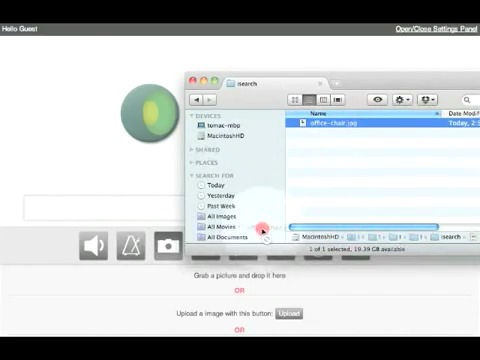 Hello Guest
Open/Close Settings Panel
isearch
Name
Date Modif
DEVICES
tomac-mbp
MacintoshHD
SHARED
PLACES
SEARCH FOR
Today
Yesterday
Past Week
All Images
All Movies
All Documents
office-chair.jpg
Today, 2:5
MacintoshHD
isearch
1 of 1 selected, 19.39 GB available
Grab a picture and drop it here
OR
Upload a image with this button: Upload
OR